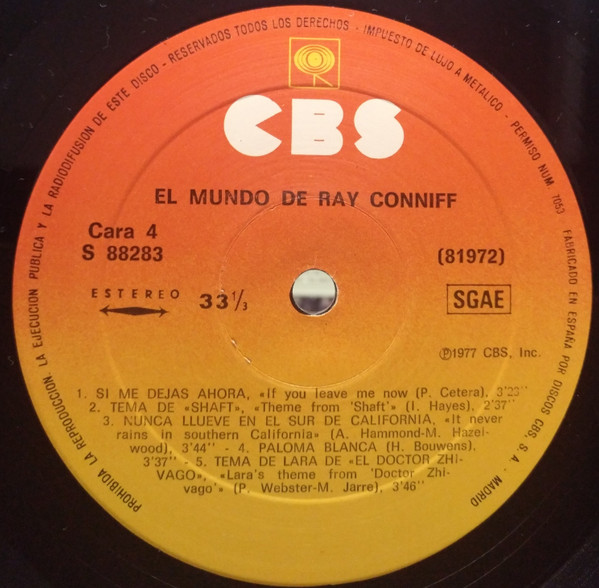 PROHIBIDA LA REPRODUCCION, LA EJECUCION PUBLICA Y LA RADIODIFUSION DE ESTE DISCO - RESERVADOS TODOS LOS DERECHOS - IMPUESTO DE LUJO A METALICO - PERMISO NUM. 7053
FABRICADO EN ESPAÑA POR DISCOS CBS, S. A. - MADRID
CBS
EL MUNDO DE RAY CONNIFF
Cara 4
S 88283
(81972)
ESTEREO
33 1/3
SGAE
℗1977 CBS, Inc.
1. SI ME DEJAS AHORA, «If you leave me now (P. Cetera), 3'23''
2. TEMA DE «SHAFT», «Theme from 'Shaft'» (I. Hayes), 2'37''
3. NUNCA LLUEVE EN EL SUR DE CALIFORNIA, «It never
rains in southern California» (A. Hammond-M. Hazel-
wood), 3'44'' - 4. PALOMA BLANCA (H. Bouwens),
3'37'' - 5. TEMA DE LARA DE «EL DOCTOR ZHI-
VAGO», «Lara's theme from 'Doctor Zhi-
vago'» (P. Webster-M. Jarre), 3'46''